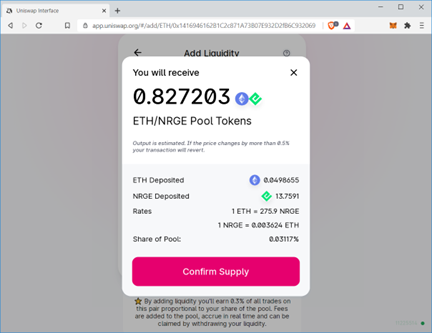 Uniswap Interface
app.uniswap.org/#/add/ETH/0x1416946162B1C2c871A73B07E932D2fB6C932069
Add Liquidity
You will receive
0.827203
ETH/NRGE Pool Tokens
Output is estimated. If the price changes by more than 0.5%
your transaction will revert.
ETH Deposited 0.0498655
NRGE Deposited 13.7591
Rates 1 ETH = 275.9 NRGE
1 NRGE = 0.003624 ETH
Share of Pool: 0.03117%
Confirm Supply
By adding liquidity you'll earn 0.3% of all trades on
this pair proportional to your share of the pool. Fees
are added to the pool, accrue in real time and can be
claimed by withdrawing your liquidity.